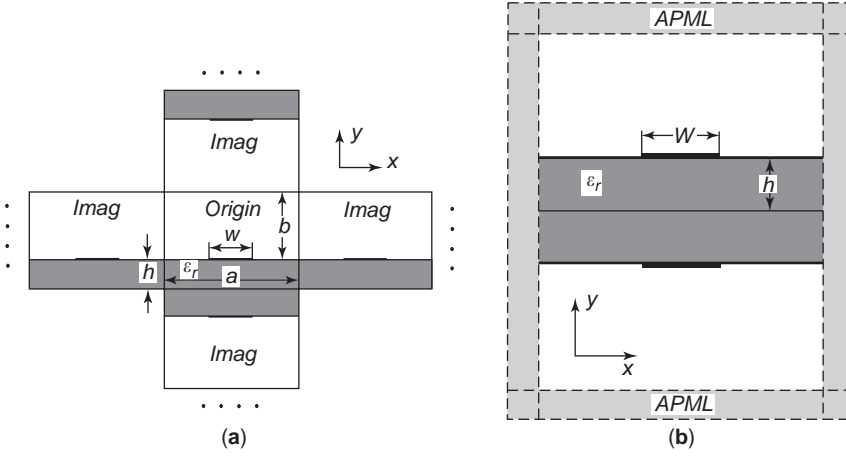 . . . .
Imag
y
x
Imag
Origin
Imag
b
w
h
εr
a
Imag
. . . .
(a)
APML
W
εr
h
y
x
APML
(b)